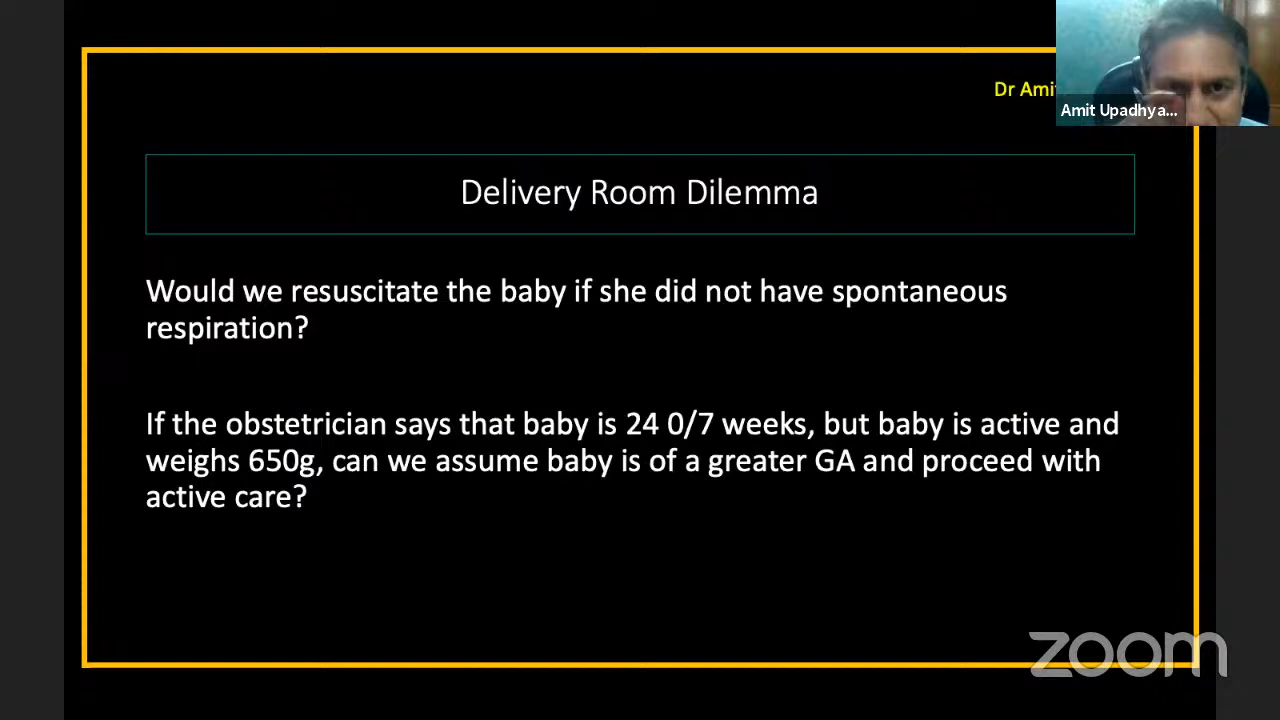 Dr Amit
Amit Upadhya...
Delivery Room Dilemma
Would we resuscitate the baby if she did not have spontaneous
respiration?
If the obstetrician says that baby is 24 0/7 weeks, but baby is active and
weighs 650g, can we assume baby is of a greater GA and proceed with
active care?
zoom